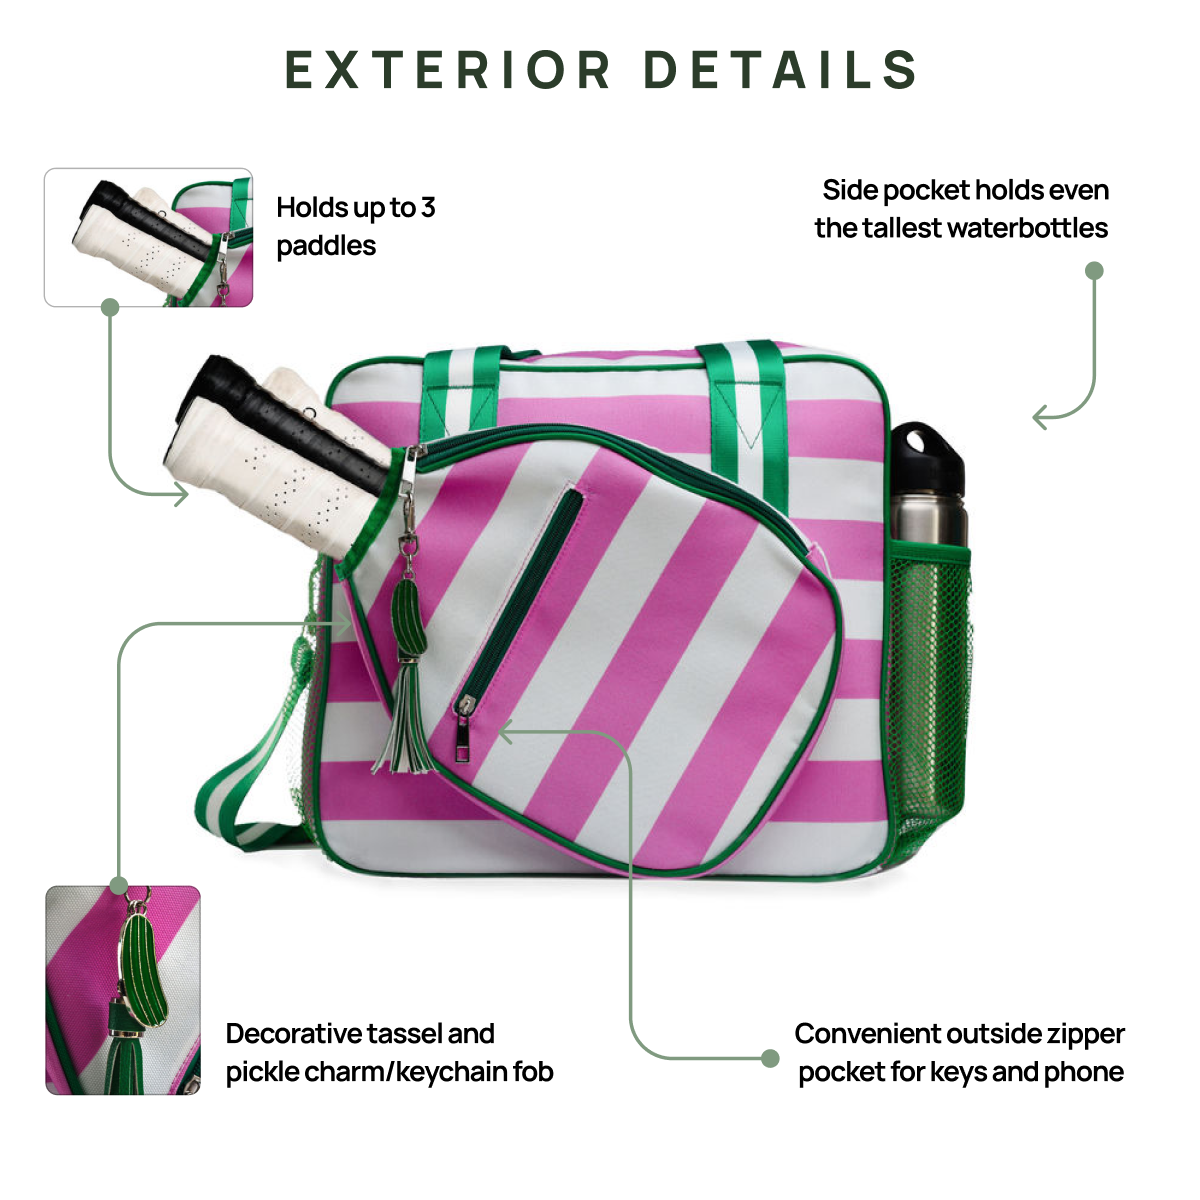 EXTERIOR DETAILS
Holds up to 3
paddles
Side pocket holds even
the tallest waterbottles
Decorative tassel and
pickle charm/keychain fob
Convenient outside zipper
pocket for keys and phone